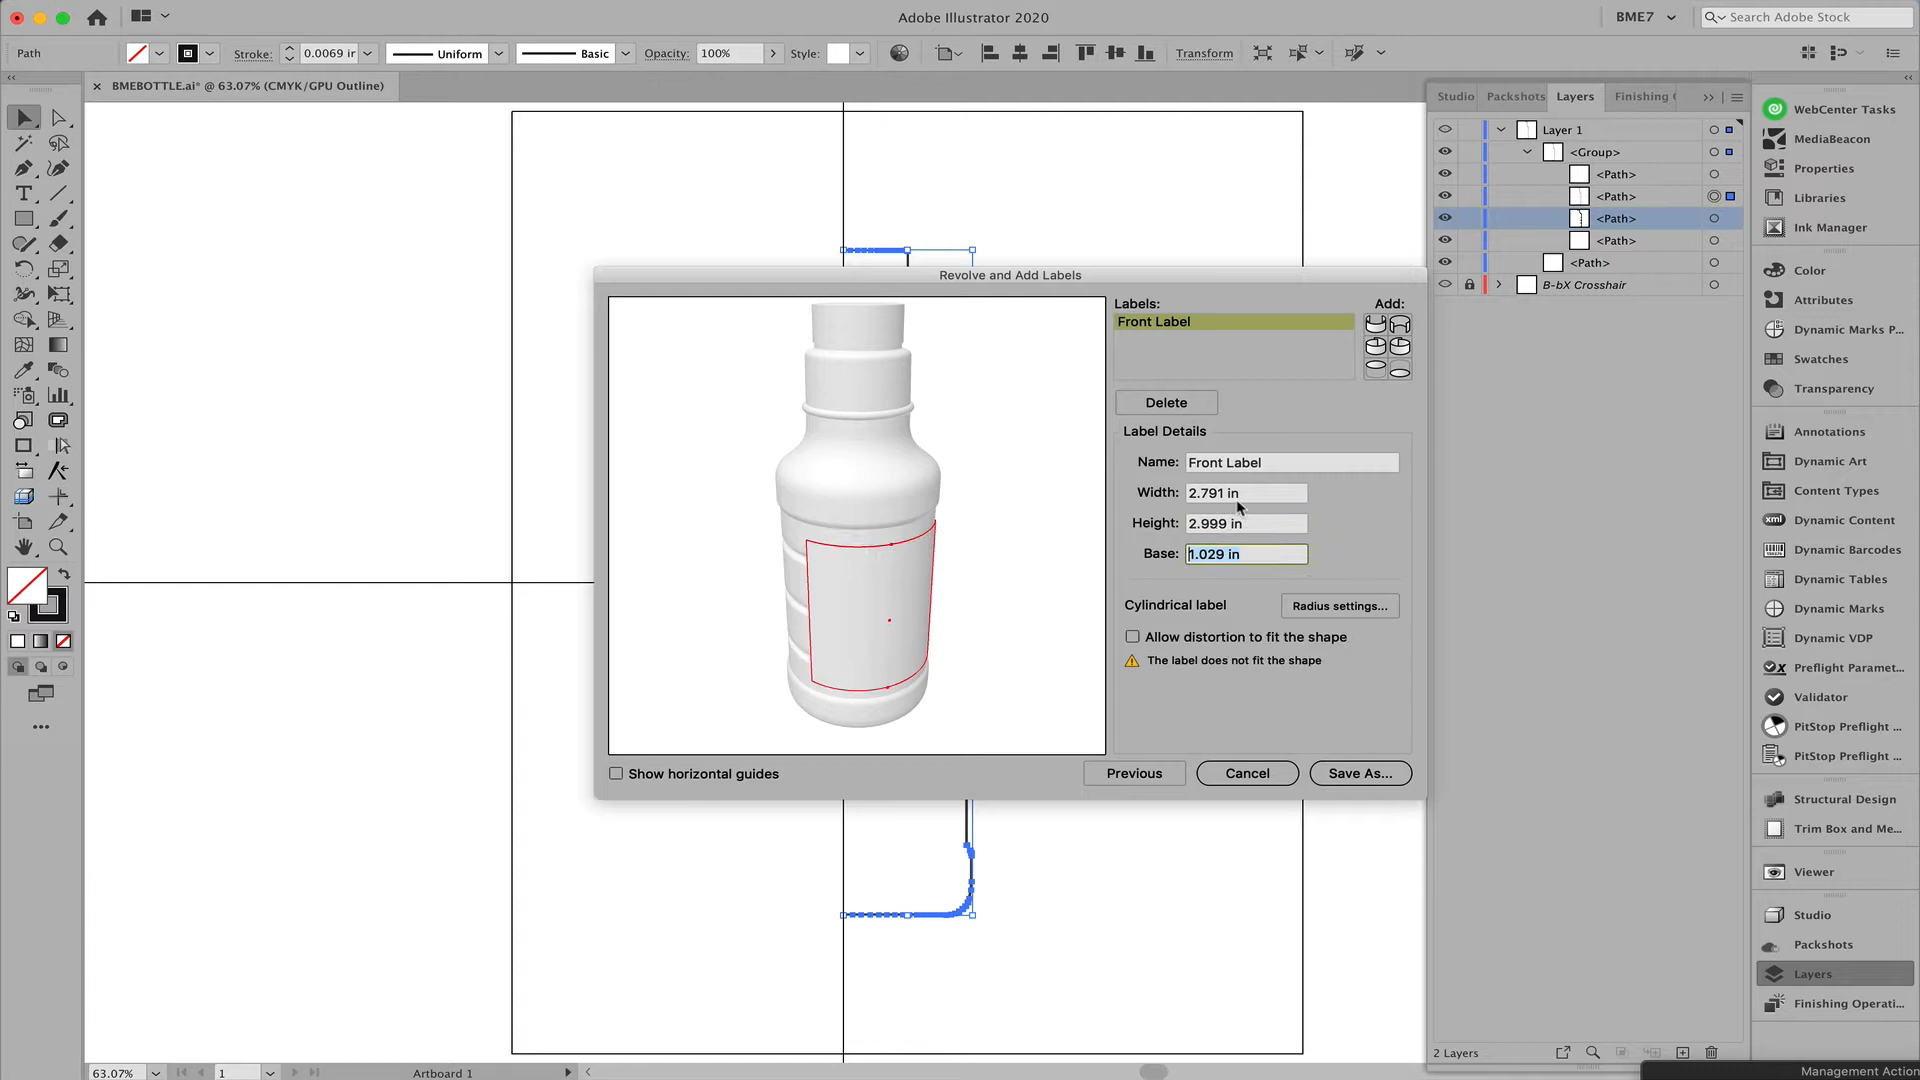 Adobe Illustrator 2020
BME7
Search Adobe Stock
Path
Stroke:
0.0069 ir
Uniform
Basic
Opacity:
100%
Style:
Transform
BMEBOTTLE.ai* @ 63.07% (CMYK/GPU Outline)
Studio
Packshots
Layers
Finishing
Layer 1
<Group>
<Path>
<Path>
<Path>
<Path>
<Path>
B-bX Crosshair
2 Layers
WebCenter Tasks
MediaBeacon
Properties
Libraries
Ink Manager
Color
Attributes
Dynamic Marks P...
Swatches
Transparency
Annotations
Dynamic Art
Content Types
xml
Dynamic Content
Dynamic Barcodes
Dynamic Tables
Dynamic Marks
Dynamic VDP
Preflight Paramet...
Validator
PitStop Preflight ...
PitStop Preflight ...
Structural Design
Trim Box and Me...
Viewer
Studio
Packshots
Layers
Finishing Operati...
Management Action
Revolve and Add Labels
Labels:
Add:
Front Label
Delete
Label Details
Name:
Front Label
Width:
2.791 in
Height:
2.999 in
Base:
1.029 in
Cylindrical label
Radius settings...
Allow distortion to fit the shape
The label does not fit the shape
Show horizontal guides
Previous
Cancel
Save As...
63.07%
1
Artboard 1